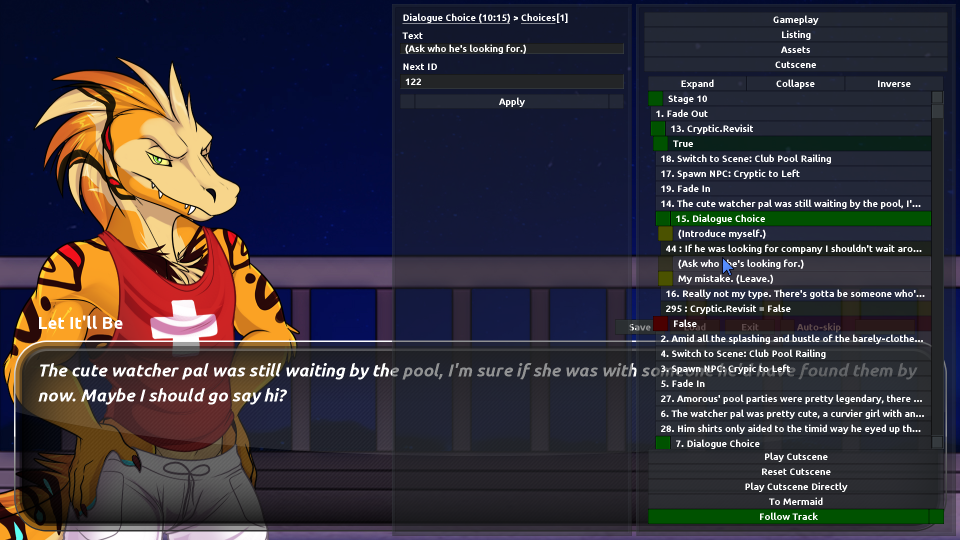 Dialogue Choice (10:15) > Choices[1]
Text
(Ask who he's looking for.)
Next ID
122
Apply
Gameplay
Listing
Assets
Cutscene
Expand Collapse Inverse
Stage 10
1. Fade Out
13. Cryptic.Revisit
True
18. Switch to Scene: Club Pool Railing
17. Spawn NPC: Cryptic to Left
19. Fade In
14. The cute watcher pal was still waiting by the pool, I'...
15. Dialogue Choice
(Introduce myself.)
44 : If he was looking for company I shouldn't wait aro...
(Ask who he's looking for.)
My mistake. (Leave.)
16. Really not my type. There's gotta be someone who'...
295 : Cryptic.Revisit = False
False
2. Amid all the splashing and bustle of the barely-clothe...
4. Switch to Scene: Club Pool Railing
3. Spawn NPC: Crypic to Left
5. Fade In
27. Amorous' pool parties were pretty legendary, there ...
6. The watcher pal was pretty cute, a curvier girl with an...
28. Him shirts only aided to the timid way he eyed up th...
7. Dialogue Choice
Play Cutscene
Reset Cutscene
Play Cutscene Directly
To Mermaid
Follow Track
Save Exit Auto-skip
Let It'll Be
The cute watcher pal was still waiting by the pool, I'm sure if she was with someone he'd have found them by
now. Maybe I should go say hi?